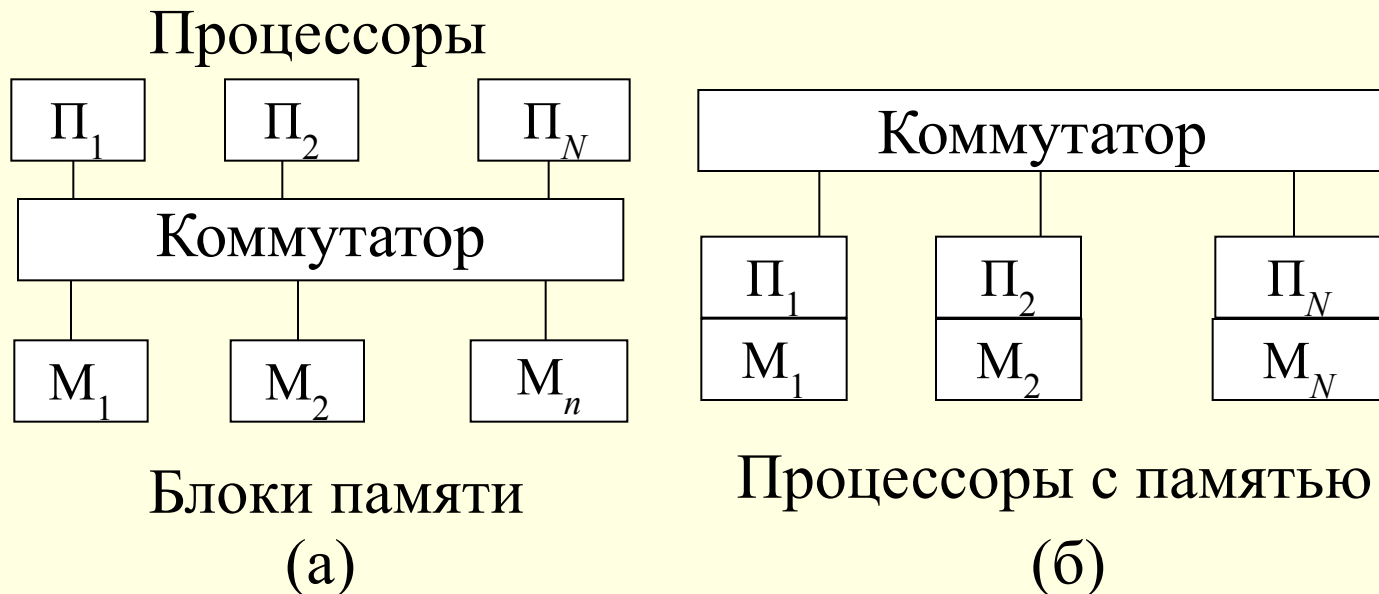 Процессоры
П1 П2 ПN
Коммутатор
М1 М2 Мn
Блоки памяти
(а)
Коммутатор
П1 П2 ПN
М1 М2 МN
Процессоры с памятью
(б)